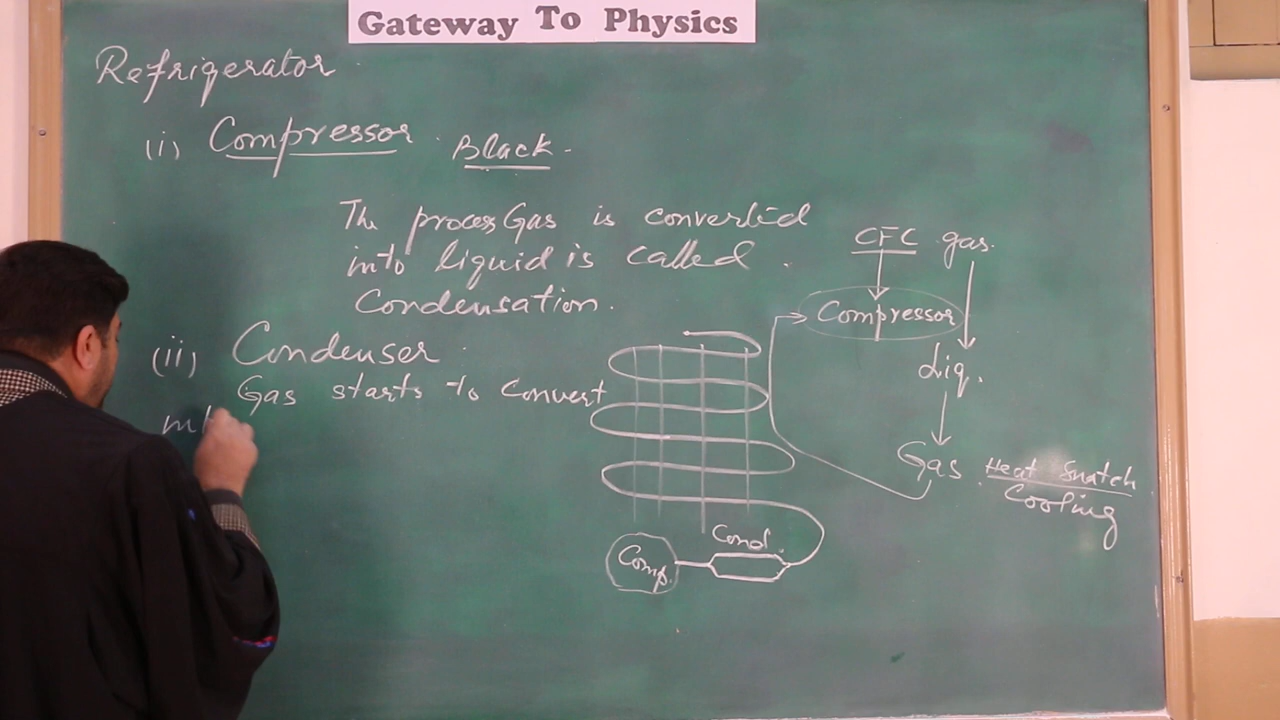 Gateway To Physics
Refrigerator
(i) Compressor. Black.
The process Gas is converted
into liquid is called.
Condensation.
(ii) Condenser.
Gas starts to convert
CFC gas.
Compressor
Liq.
Gas. Heat Snatch
Cooling
Cond.
Comp.